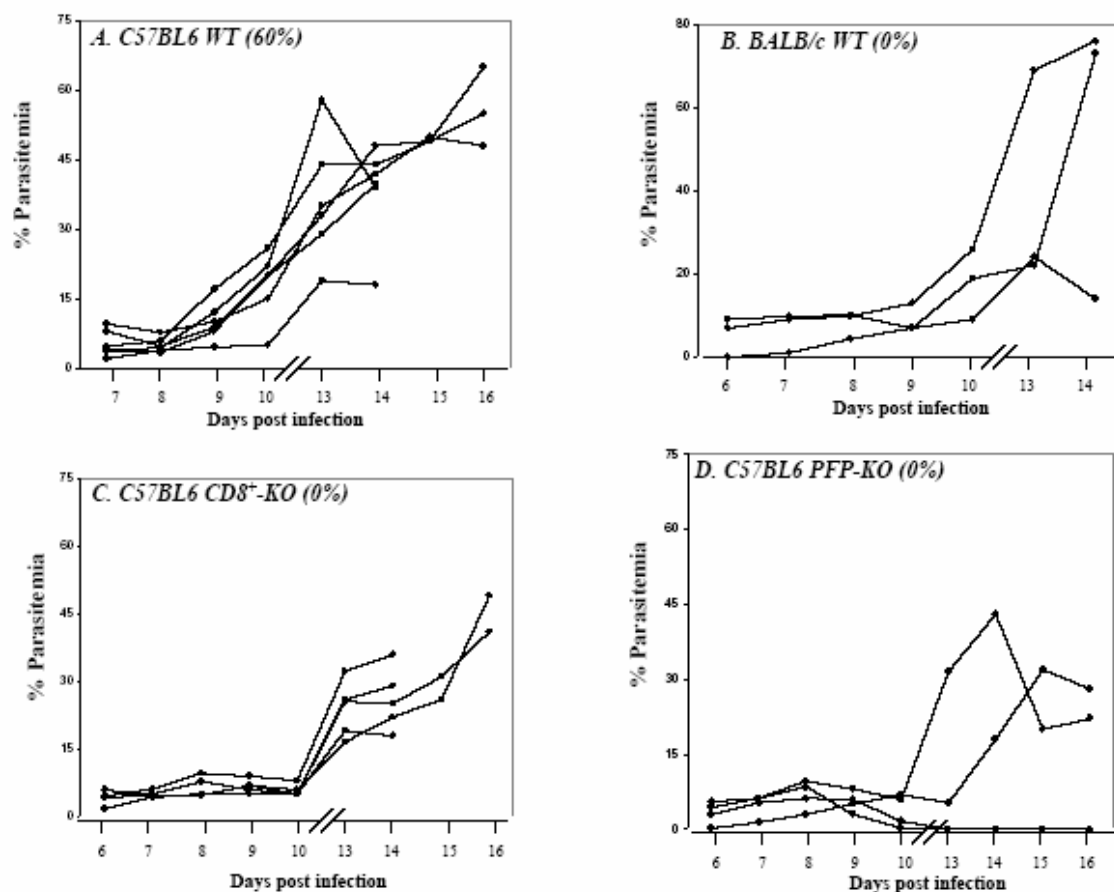 A. C57BL6 WT (60%)
75
60
45
30
15
0
% Parasitemia
7 8 9 10 13 14 15 16
Days post infection
B. BALB/c WT (0%)
80
60
40
20
0
% Parasitemia
6 7 8 9 10 13 14
Days post infection
C. C57BL6 CD8+-KO (0%)
75
60
45
30
15
0
% Parasitemia
6 7 8 9 10 13 14 15 16
Days post infection
D. C57BL6 PFP-KO (0%)
75
60
45
30
15
0
% Parasitemia
6 7 8 9 10 13 14 15 16
Days post infection